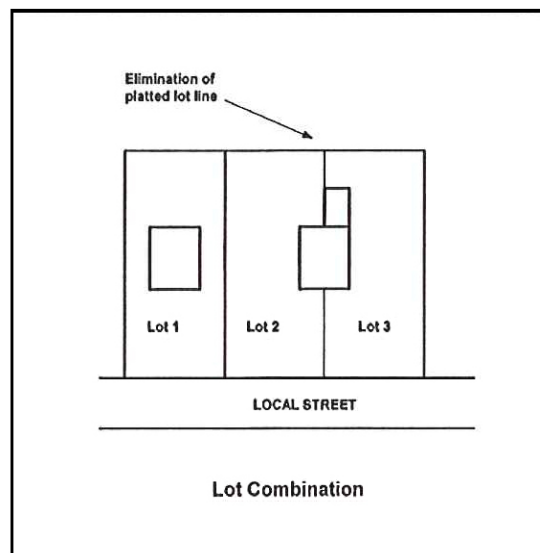 Elimination of
platted lot line
Lot 1
Lot 2
Lot 3
LOCAL STREET
Lot Combination